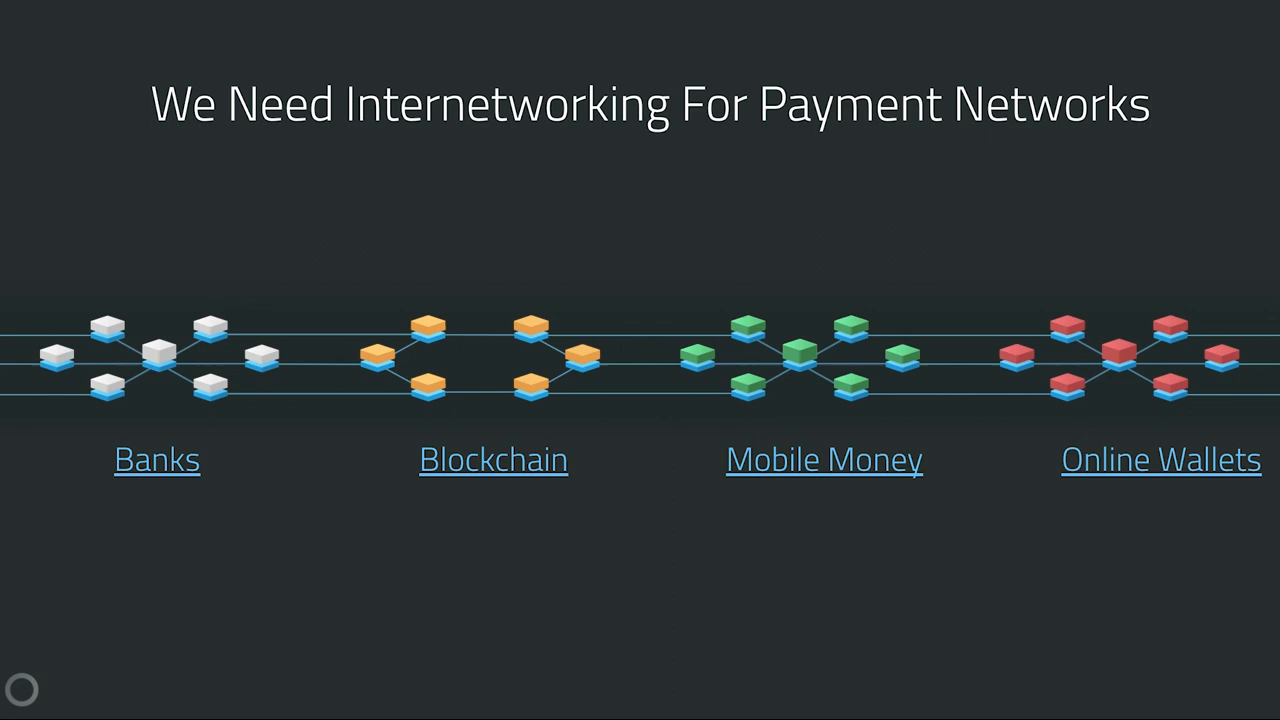 We Need Internetworking For Payment Networks
Banks
Blockchain
Mobile Money
Online Wallets